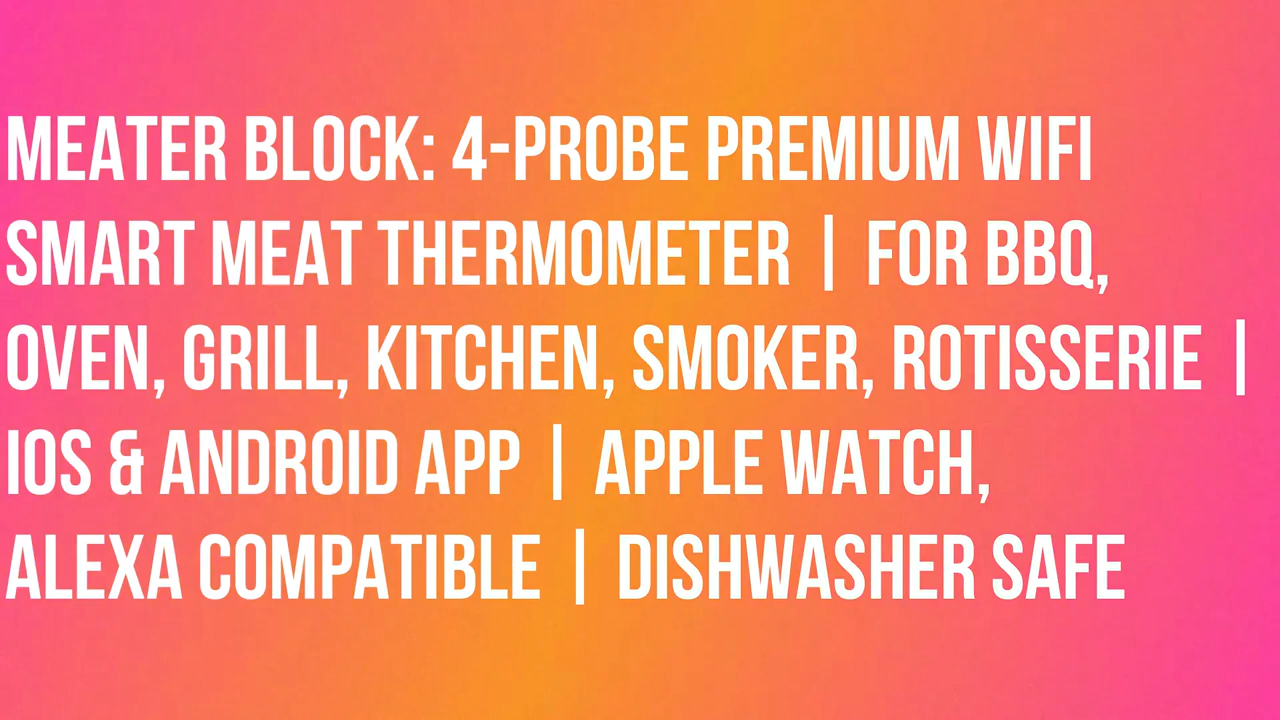 MEATER BLOCK: 4-PROBE PREMIUM WIFI
SMART MEAT THERMOMETER | FOR BBQ,
OVEN, GRILL, KITCHEN, SMOKER, ROTISSERIE |
IOS & ANDROID APP | APPLE WATCH,
ALEXA COMPATIBLE | DISHWASHER SAFE